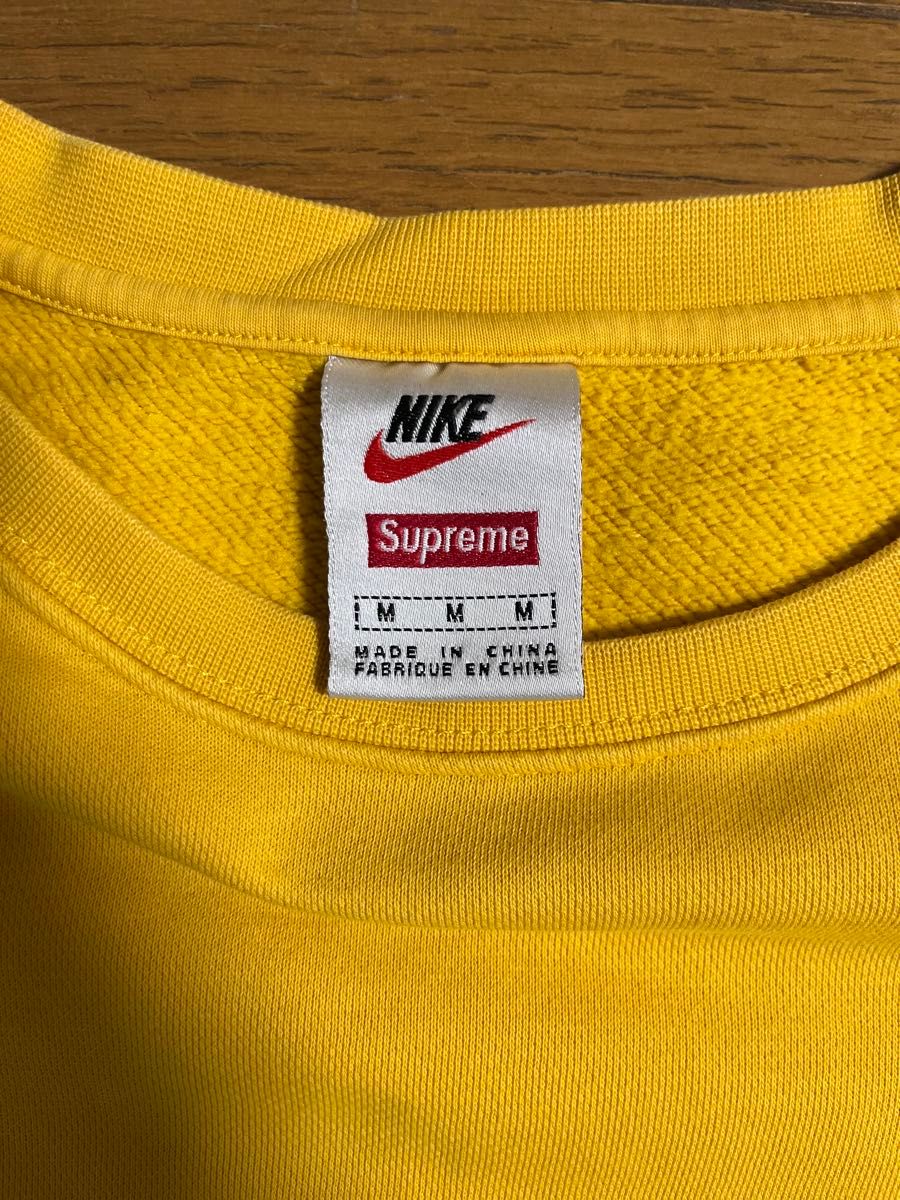 NIKE
Supreme
M M M
MADE IN CHINA
FABRIQUE EN CHINE